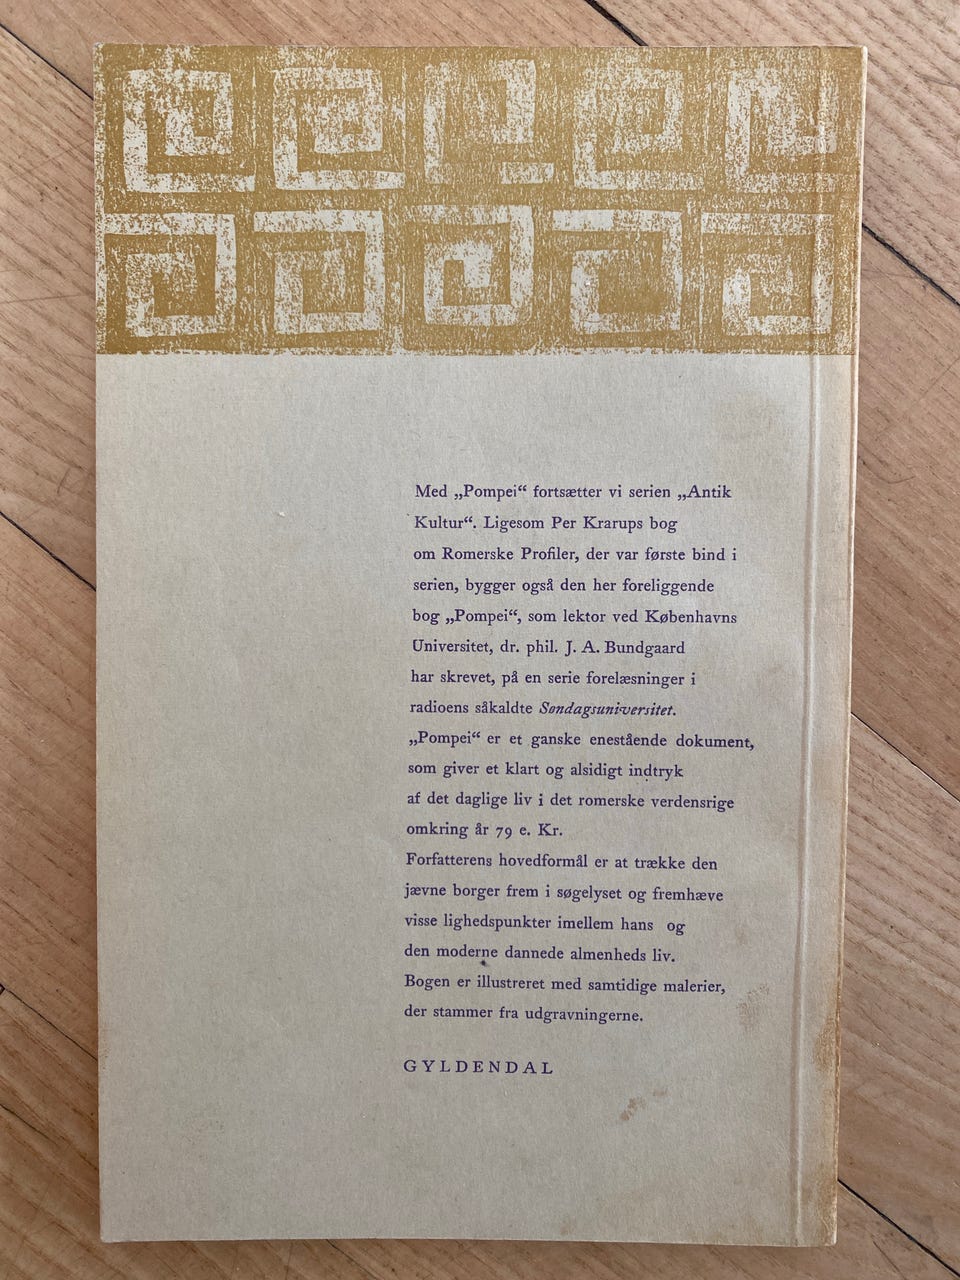 Med „Pompei“ fortsætter vi serien „Antik
Kultur“. Ligesom Per Krarups bog
om Romerske Profiler, der var første bind i
serien, bygger også den her foreliggende
bog „Pompei“, som lektor ved Københavns
Universitet, dr. phil. J. A. Bundgaard
har skrevet, på en serie forelæsninger i
radioens såkaldte Søndagsuniversitet.
„Pompei“ er et ganske enestående dokument,
som giver et klart og alsidigt indtryk
af det daglige liv i det romerske verdensrige
omkring år 79 e. Kr.
Forfatterens hovedformål er at trække den
jævne borger frem i søgelyset og fremhæve
visse lighedspunkter imellem hans og
den moderne dannede almenheds liv.
Bogen er illustreret med samtidige malerier,
der stammer fra udgravningerne.
GYLDENDAL